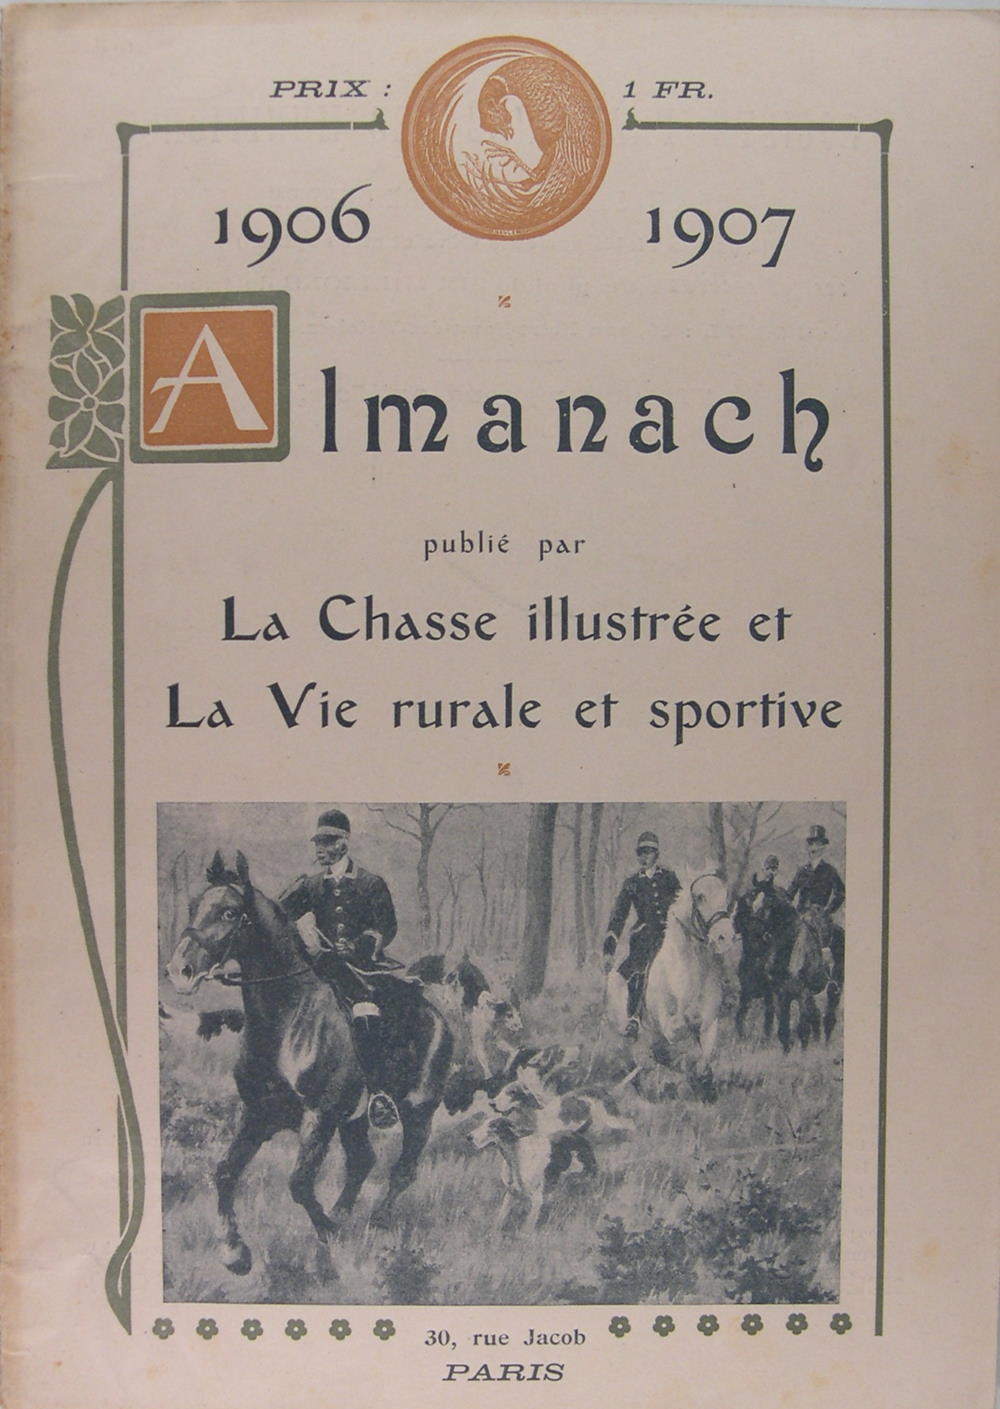 PRIX : 1 FR.
1906 1907
Almanach
publié par
La Chasse illustrée et
La Vie rurale et sportive
30, rue Jacob
PARIS